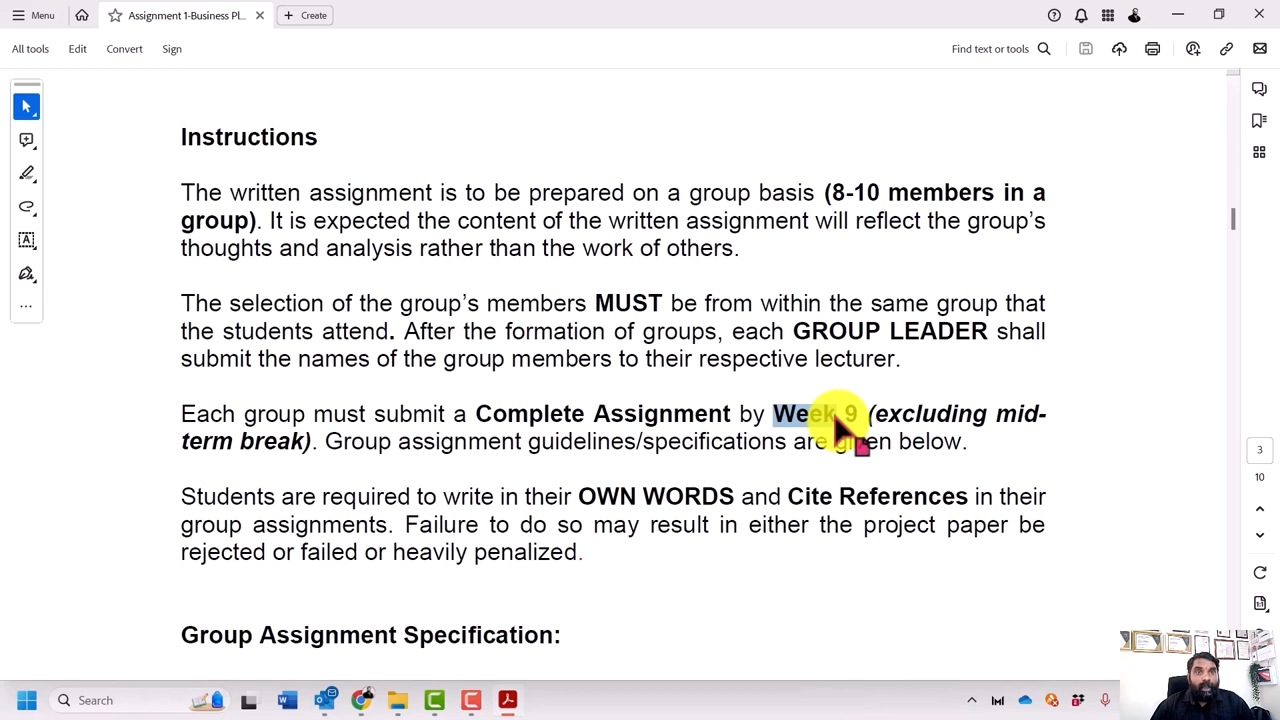 Menu
Assignment 1-Business Pl...
Create
All tools
Edit
Convert
Sign
Find text or tools
Instructions
The written assignment is to be prepared on a group basis (8-10 members in a
group). It is expected the content of the written assignment will reflect the group's
thoughts and analysis rather than the work of others.
The selection of the group's members MUST be from within the same group that
the students attend. After the formation of groups, each GROUP LEADER shall
submit the names of the group members to their respective lecturer.
Each group must submit a Complete Assignment by Week 9 (excluding mid-
term break). Group assignment guidelines/specifications are given below.
Students are required to write in their OWN WORDS and Cite References in their
group assignments. Failure to do so may result in either the project paper be
rejected or failed or heavily penalized.
Group Assignment Specification:
3
10
Search